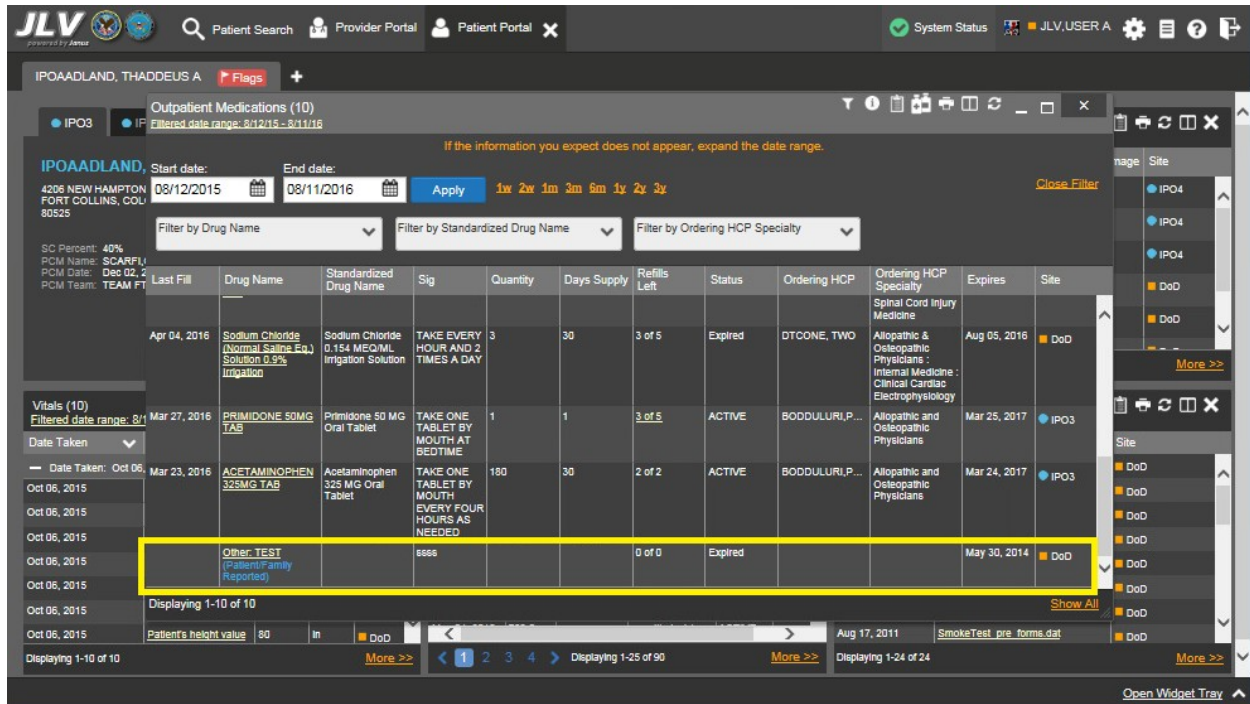 JLV
powered by Janus
Patient Search
Provider Portal
Patient Portal
System Status
JLV,USER A
IPOAADLAND, THADDEUS A
Flags
IPO3
IPOAADLAND,
4206 NEW HAMPTON
FORT COLLINS,
80525
SC Percent: 40%
PCM Name:
PCM Date: Dec 02,
PCM Team: TEAM
Outpatient Medications (10)
Filtered date range: 8/12/15 - 8/11/16
If the information you expect does not appear, expand the date range.
Start date:
End date:
08/12/2015
08/11/2016
Apply
1w 2w 1m 3m 6m 1y 2y 3y
Close Filter
Filter by Drug Name
Filter by Standardized Drug Name
Filter by Ordering HCP Specialty
Last Fill
Drug Name
Standardized
Drug Name
Sig
Quantity
Days Supply
Refills
Left
Status
Ordering HCP
Ordering HCP
Specialty
Expires
Site
Spinal Cord Injury
Medicine
Apr 04, 2016
Sodium Chloride
(Normal Saline Eq.)
Solution 0.9%
Irrigation
Sodium Chloride
0.154 MEQ/ML
Irrigation Solution
TAKE EVERY
HOUR AND 2
TIMES A DAY
3
30
3 of 5
Expired
DTCONE, TWO
Allopathic &
Osteopathic
Physicians :
Internal Medicine :
Clinical Cardiac
Electrophysiology
Aug 05, 2016
DoD
Mar 27, 2016
PRIMIDONE 50MG
TAB
Primidone 50 MG
Oral Tablet
TAKE ONE
TABLET BY
MOUTH AT
BEDTIME
1
1
3 of 5
ACTIVE
BODDULURI,P...
Allopathic and
Osteopathic
Physicians
Mar 25, 2017
IPO3
Mar 23, 2016
ACETAMINOPHEN
325MG TAB
Acetaminophen
325 MG Oral
Tablet
TAKE ONE
TABLET BY
MOUTH
EVERY FOUR
HOURS AS
NEEDED
180
30
2 of 2
ACTIVE
BODDULURI,P...
Allopathic and
Osteopathic
Physicians
Mar 24, 2017
IPO3
Other: TEST
(Patient/Family
Reported)
ssss
0 of 0
Expired
May 30, 2014
DoD
Displaying 1-10 of 10
Show All
Site
IPO4
IPO4
IPO4
DoD
DoD
More >>
Vitals (10)
Filtered date range:
Date Taken
Date Taken: Oct 06,
Oct 06, 2015
Oct 06, 2015
Oct 06, 2015
Oct 06, 2015
Oct 06, 2015
Oct 06, 2015
Oct 06, 2015
Patient's height value
80
in
DoD
Displaying 1-10 of 10
More >>
1 2 3 4
Displaying 1-25 of 90
More >>
Site
DoD
DoD
DoD
DoD
DoD
DoD
DoD
Aug 17, 2011
SmokeTest_pre_forms.dat
Displaying 1-24 of 24
More >>
Open Widget Tray